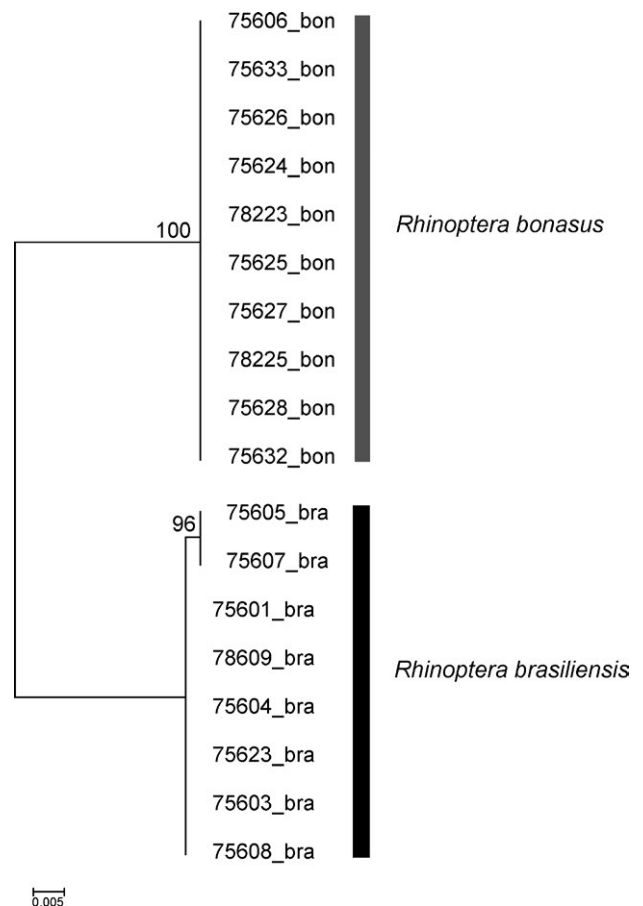 75606_bon
75633_bon
75626_bon
75624_bon
78223_bon
Rhinoptera bonasus
100
75625_bon
75627_bon
78225_bon
75628_bon
75632_bon
75605_bra
96
75607_bra
75601_bra
78609_bra
Rhinoptera brasiliensis
75604_bra
75623_bra
75603_bra
75608_bra
0.005